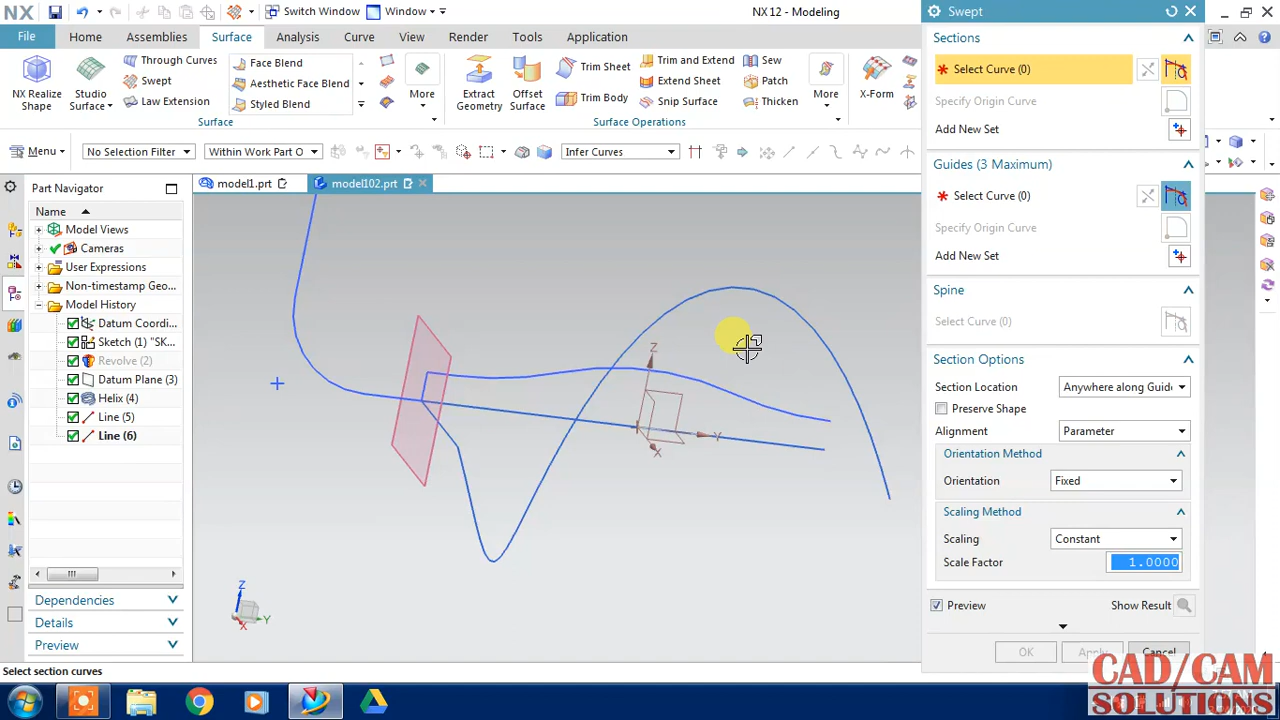 NX Switch Window Window NX 12 - Modeling Swept
File Home Assemblies Surface Analysis Curve View Render Tools Application Sections
NX Realize Shape
Studio Surface
Through Curves
Swept
Law Extension
Face Blend
Aesthetic Face Blend
Styled Blend
More
Surface
Extract Geometry
Offset Surface
Trim Sheet
Trim Body
Trim and Extend
Extend Sheet
Snip Surface
Sew
Patch
Thicken
More
X-Form
Surface Operations
Menu No Selection Filter Within Work Part O Infer Curves
Part Navigator model1.prt model102.prt
Name
Model Views
Cameras
User Expressions
Non-timestamp Geo...
Model History
Datum Coordi...
Sketch (1) "SK...
Revolve (2)
Datum Plane (3)
Helix (4)
Line (5)
Line (6)
Dependencies
Details
Preview
Z
Y
X
Z
Y
X
* Select Curve (0)
Specify Origin Curve
Add New Set
Guides (3 Maximum)
* Select Curve (0)
Specify Origin Curve
Add New Set
Spine
Select Curve (0)
Section Options
Section Location Anywhere along Guid
Preserve Shape
Alignment Parameter
Orientation Method
Orientation Fixed
Scaling Method
Scaling Constant
Scale Factor 1.0000
Preview Show Result
OK Apply Cancel
Select section curves
CAD/CAM
SOLUTIONS